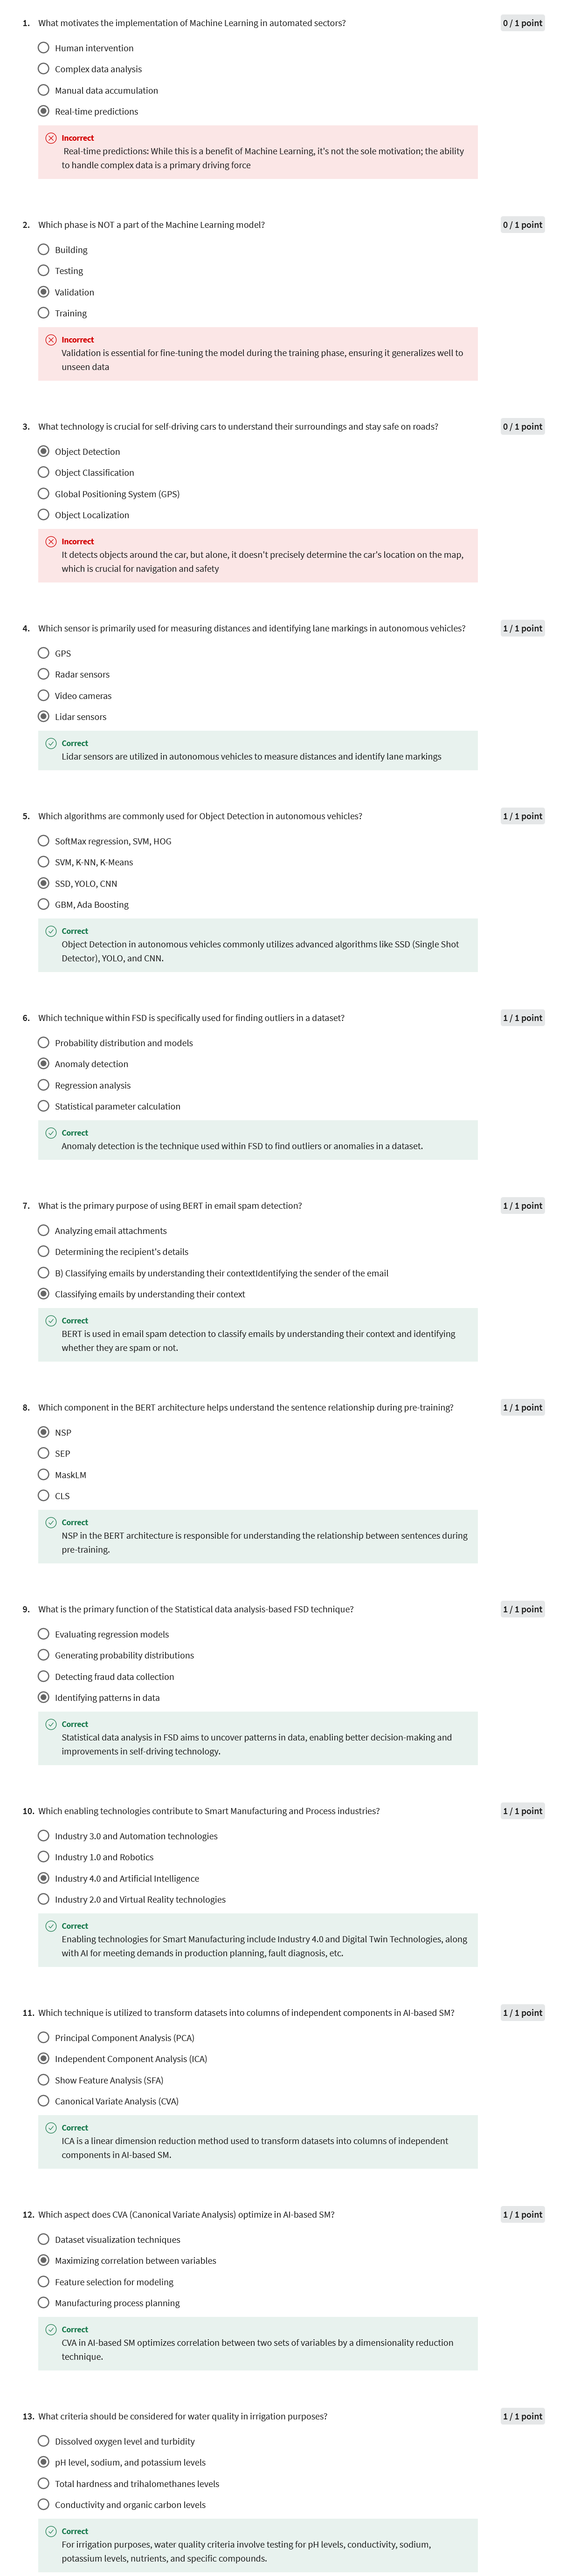 1. What motivates the implementation of Machine Learning in automated sectors? 0 / 1 point
Human intervention
Complex data analysis
Manual data accumulation
Real-time predictions
Incorrect
Real-time predictions: While this is a benefit of Machine Learning, it's not the sole motivation; the ability
to handle complex data is a primary driving force
2. Which phase is NOT a part of the Machine Learning model? 0 / 1 point
Building
Testing
Validation
Training
Incorrect
Validation is essential for fine-tuning the model during the training phase, ensuring it generalizes well to
unseen data
3. What technology is crucial for self-driving cars to understand their surroundings and stay safe on roads? 0 / 1 point
Object Detection
Object Classification
Global Positioning System (GPS)
Object Localization
Incorrect
It detects objects around the car, but alone, it doesn't precisely determine the car's location on the map,
which is crucial for navigation and safety
4. Which sensor is primarily used for measuring distances and identifying lane markings in autonomous vehicles? 1 / 1 point
GPS
Radar sensors
Video cameras
Lidar sensors
Correct
Lidar sensors are utilized in autonomous vehicles to measure distances and identify lane markings
5. Which algorithms are commonly used for Object Detection in autonomous vehicles? 1 / 1 point
SoftMax regression, SVM, HOG
SVM, K-NN, K-Means
SSD, YOLO, CNN
GBM, Ada Boosting
Correct
Object Detection in autonomous vehicles commonly utilizes advanced algorithms like SSD (Single Shot
Detector), YOLO, and CNN.
6. Which technique within FSD is specifically used for finding outliers in a dataset? 1 / 1 point
Probability distribution and models
Anomaly detection
Regression analysis
Statistical parameter calculation
Correct
Anomaly detection is the technique used within FSD to find outliers or anomalies in a dataset.
7. What is the primary purpose of using BERT in email spam detection? 1 / 1 point
Analyzing email attachments
Determining the recipient's details
B) Classifying emails by understanding their contextIdentifying the sender of the email
Classifying emails by understanding their context
Correct
BERT is used in email spam detection to classify emails by understanding their context and identifying
whether they are spam or not.
8. Which component in the BERT architecture helps understand the sentence relationship during pre-training? 1 / 1 point
NSP
SEP
MaskLM
CLS
Correct
NSP in the BERT architecture is responsible for understanding the relationship between sentences during
pre-training.
9. What is the primary function of the Statistical data analysis-based FSD technique? 1 / 1 point
Evaluating regression models
Generating probability distributions
Detecting fraud data collection
Identifying patterns in data
Correct
Statistical data analysis in FSD aims to uncover patterns in data, enabling better decision-making and
improvements in self-driving technology.
10. Which enabling technologies contribute to Smart Manufacturing and Process industries? 1 / 1 point
Industry 3.0 and Automation technologies
Industry 1.0 and Robotics
Industry 4.0 and Artificial Intelligence
Industry 2.0 and Virtual Reality technologies
Correct
Enabling technologies for Smart Manufacturing include Industry 4.0 and Digital Twin Technologies, along
with AI for meeting demands in production planning, fault diagnosis, etc.
11. Which technique is utilized to transform datasets into columns of independent components in AI-based SM? 1 / 1 point
Principal Component Analysis (PCA)
Independent Component Analysis (ICA)
Show Feature Analysis (SFA)
Canonical Variate Analysis (CVA)
Correct
ICA is a linear dimension reduction method used to transform datasets into columns of independent
components in AI-based SM.
12. Which aspect does CVA (Canonical Variate Analysis) optimize in AI-based SM? 1 / 1 point
Dataset visualization techniques
Maximizing correlation between variables
Feature selection for modeling
Manufacturing process planning
Correct
CVA in AI-based SM optimizes correlation between two sets of variables by a dimensionality reduction
technique.
13. What criteria should be considered for water quality in irrigation purposes? 1 / 1 point
Dissolved oxygen level and turbidity
pH level, sodium, and potassium levels
Total hardness and trihalomethanes levels
Conductivity and organic carbon levels
Correct
For irrigation purposes, water quality criteria involve testing for pH levels, conductivity, sodium,
potassium levels, nutrients, and specific compounds.